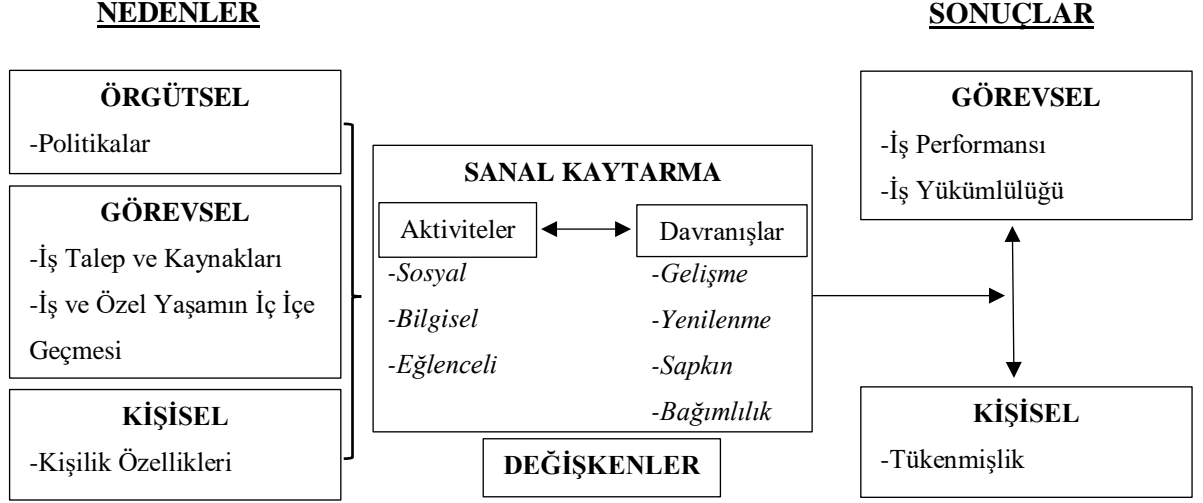 NEDENLER
SONUÇLAR
ÖRGÜTSEL
-Politikalar
GÖREVSEL
-İş Talep ve Kaynakları
-İş ve Özel Yaşamın İç İçe
Geçmesi
KİŞİSEL
-Kişilik Özellikleri
SANAL KAYTARMA
Aktiviteler
-Sosyal
-Bilgisel
-Eğlenceli
Davranışlar
-Gelişme
-Yenilenme
-Sapkın
-Bağımlılık
DEĞİŞKENLER
GÖREVSEL
-İş Performansı
-İş Yükümlülüğü
KİŞİSEL
-Tükenmişlik